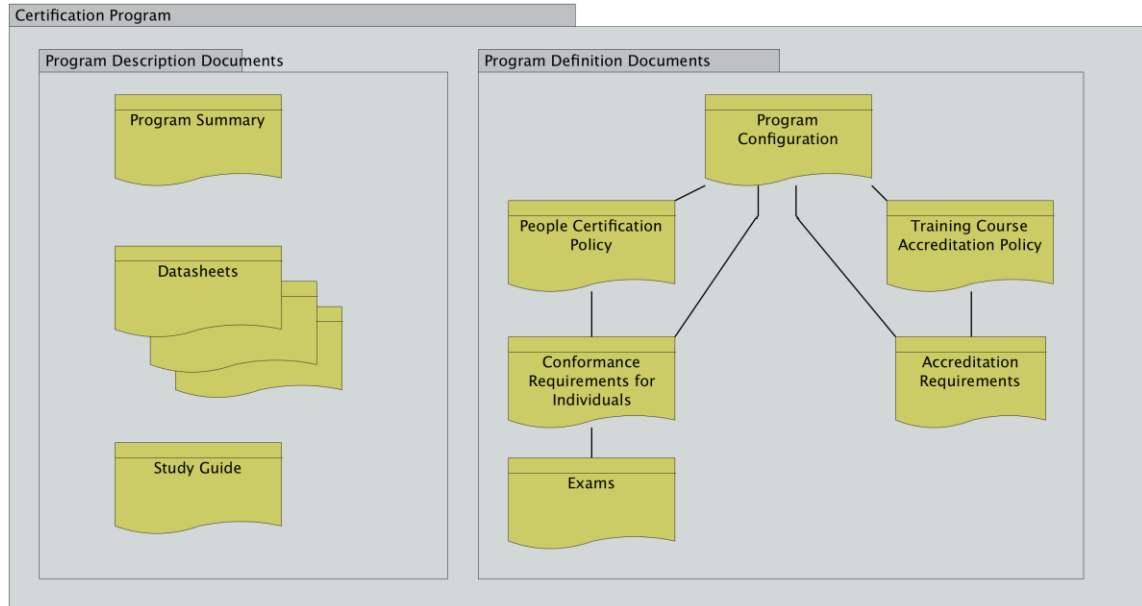 Certification Program
Program Description Documents
Program Summary
Datasheets
Study Guide
Program Definition Documents
Program
Configuration
People Certification
Policy
Training Course
Accreditation Policy
Conformance
Requirements for
Individuals
Accreditation
Requirements
Exams